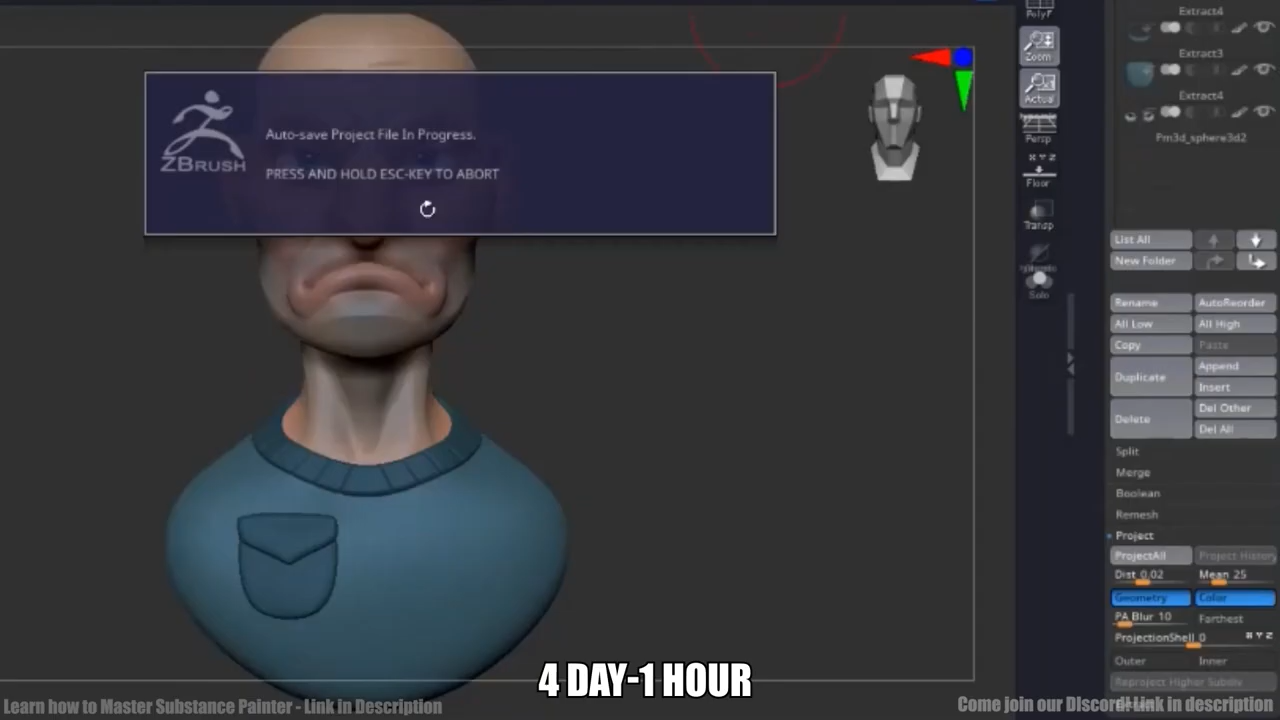 PolyF
Extract4
Zoom
Extract3
Actual
Extract4
Dynamic
Persp
Pm3d_sphere3d2
ZBRUSH
Auto-save Project File In Progress.
PRESS AND HOLD ESC-KEY TO ABORT
X Y Z
Floor
Transp
Solo
List All
New Folder
Rename AutoReorder
All Low All High
Copy Paste
Duplicate Append
Insert
Delete Del Other
Del All
Split
Merge
Boolean
Remesh
Project
ProjectAll Project History
Dist 0.02 Mean 25
Geometry Color
PA Blur 10 Farthest
ProjectionShell 0 X Y Z
Outer Inner
Reproject Higher Subdiv
4 DAY-1 HOUR
Learn how to Master Substance Painter - Link in Description
Come join our Discord! Link in description